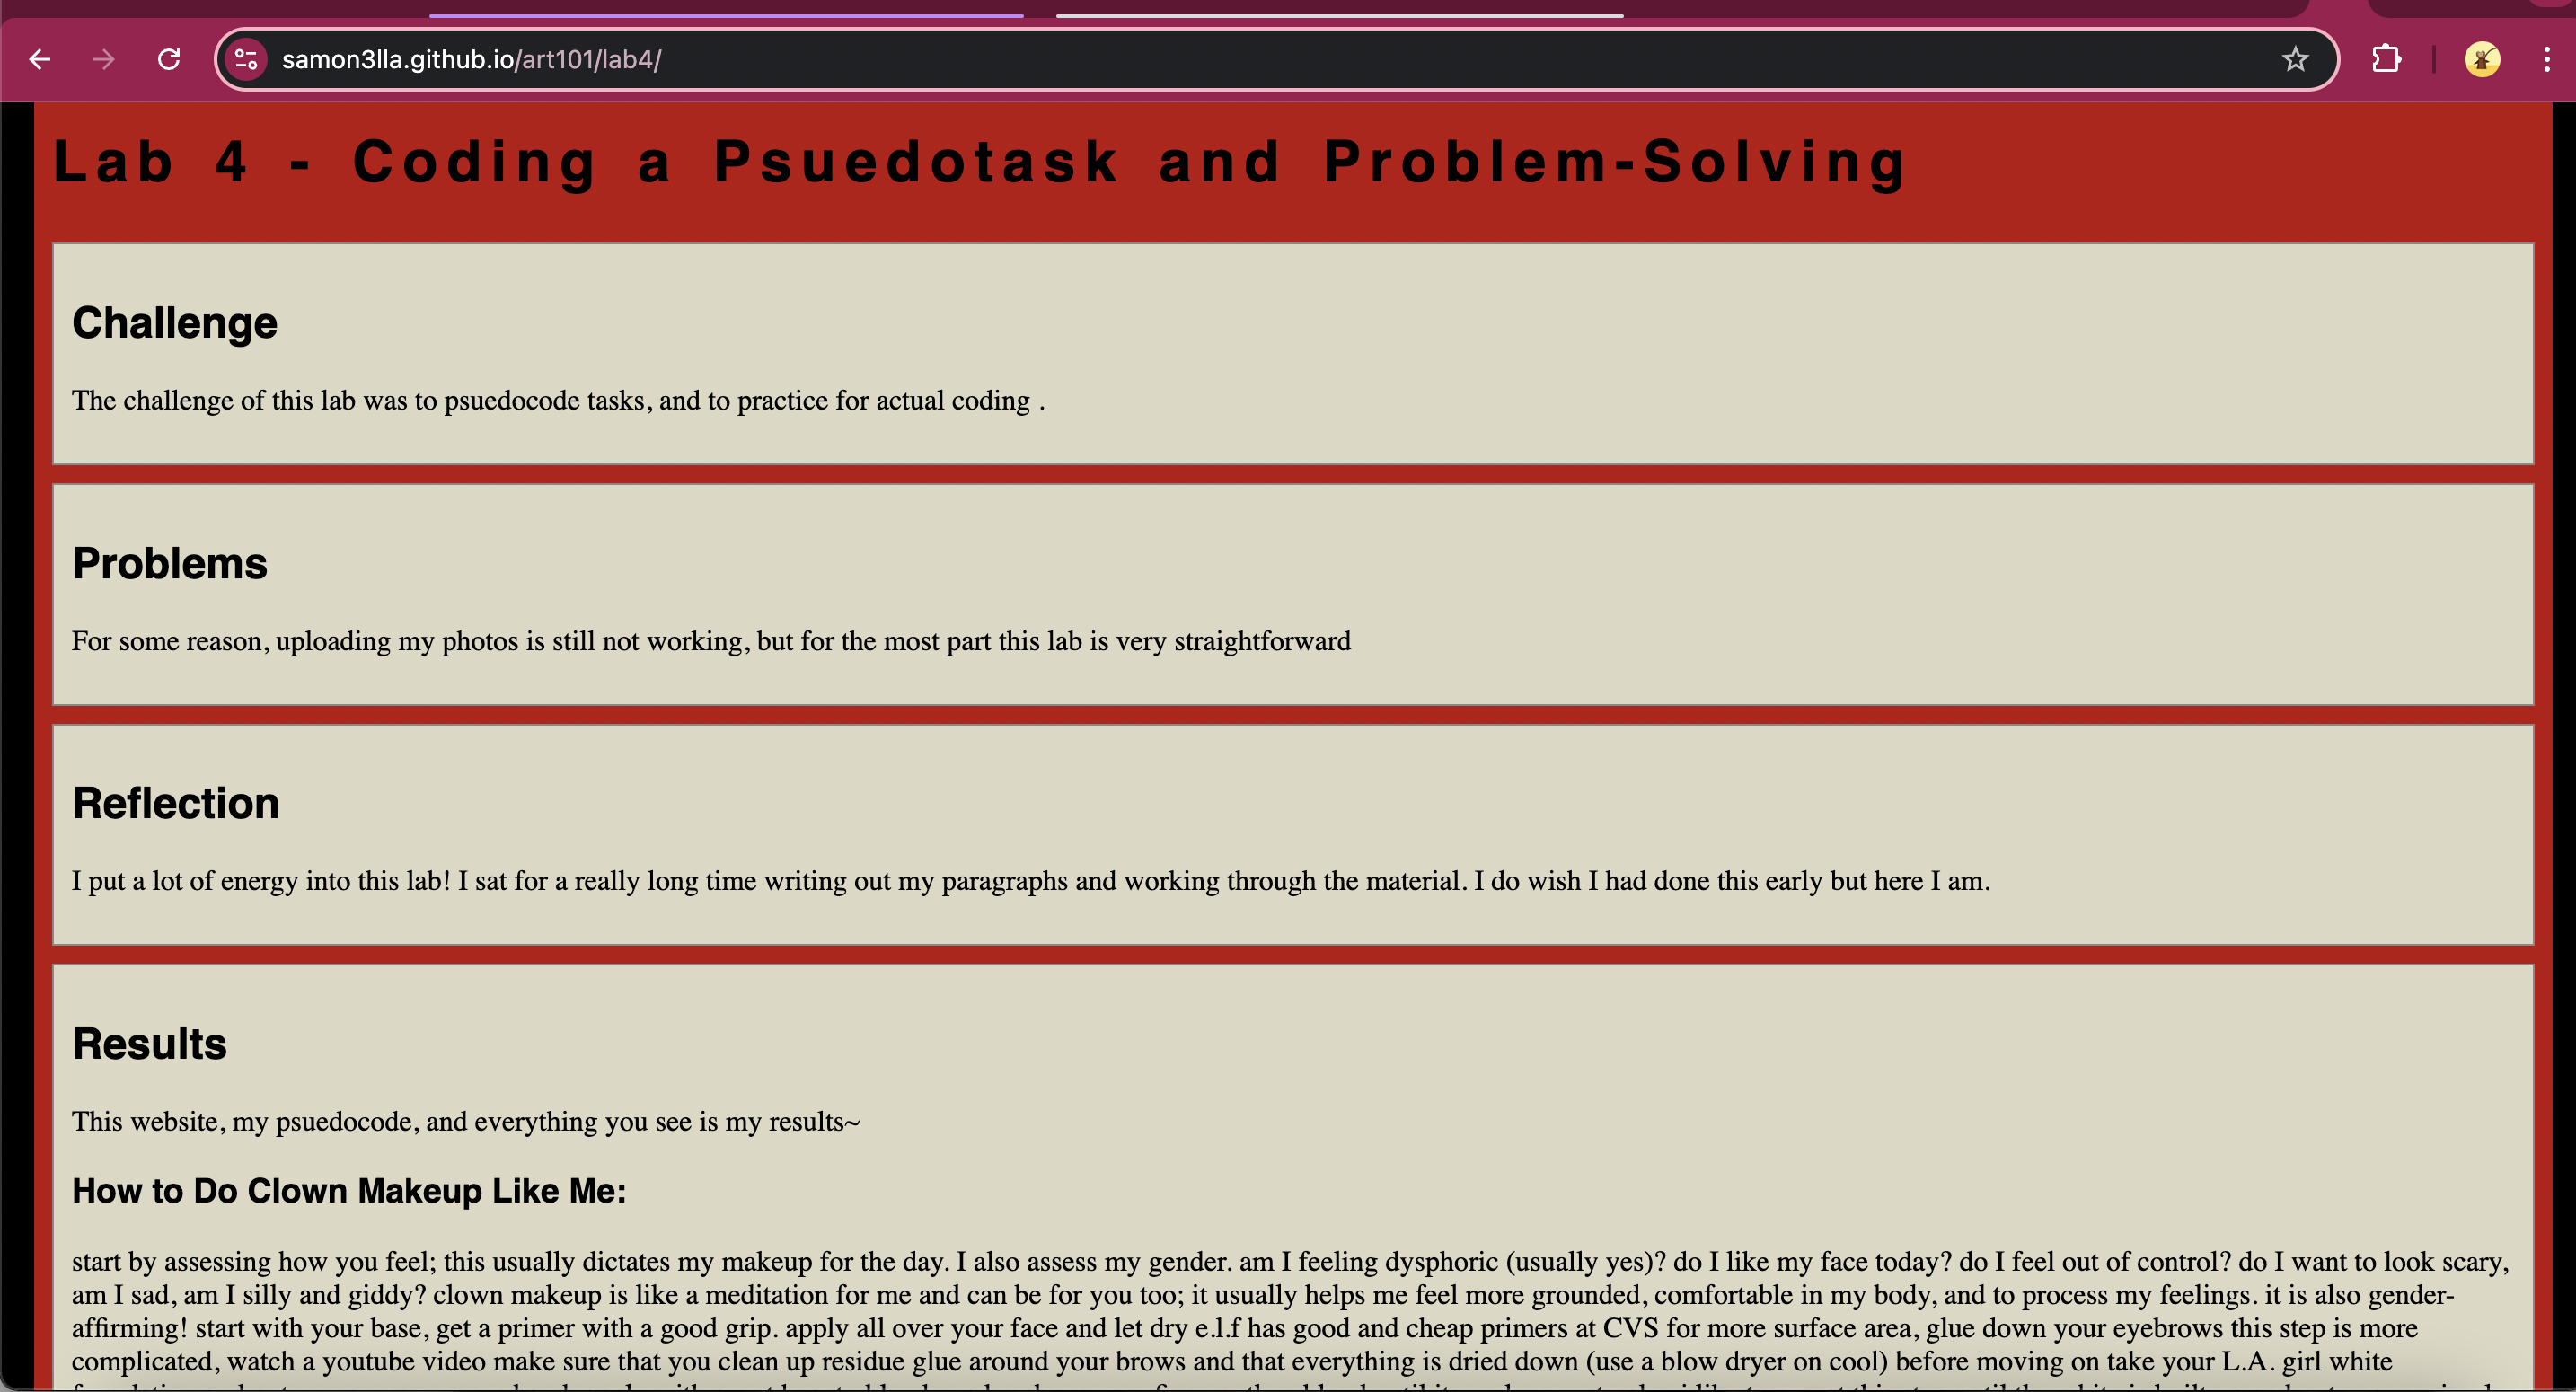 samon3lla.github.io/art101/lab4/
Lab 4 - Coding a Psuedotask and Problem-Solving
Challenge
The challenge of this lab was to psuedocode tasks, and to practice for actual coding .
Problems
For some reason, uploading my photos is still not working, but for the most part this lab is very straightforward
Reflection
I put a lot of energy into this lab! I sat for a really long time writing out my paragraphs and working through the material. I do wish I had done this early but here I am.
Results
This website, my psuedocode, and everything you see is my results~
How to Do Clown Makeup Like Me:
start by assessing how you feel; this usually dictates my makeup for the day. I also assess my gender. am I feeling dysphoric (usually yes)? do I like my face today? do I feel out of control? do I want to look scary,
am I sad, am I silly and giddy? clown makeup is like a meditation for me and can be for you too; it usually helps me feel more grounded, comfortable in my body, and to process my feelings. it is also gender-
affirming! start with your base, get a primer with a good grip. apply all over your face and let dry e.l.f has good and cheap primers at CVS for more surface area, glue down your eyebrows this step is more
complicated, watch a youtube video make sure that you clean up residue glue around your brows and that everything is dried down (use a blow dryer on cool) before moving on take your L.A. girl white